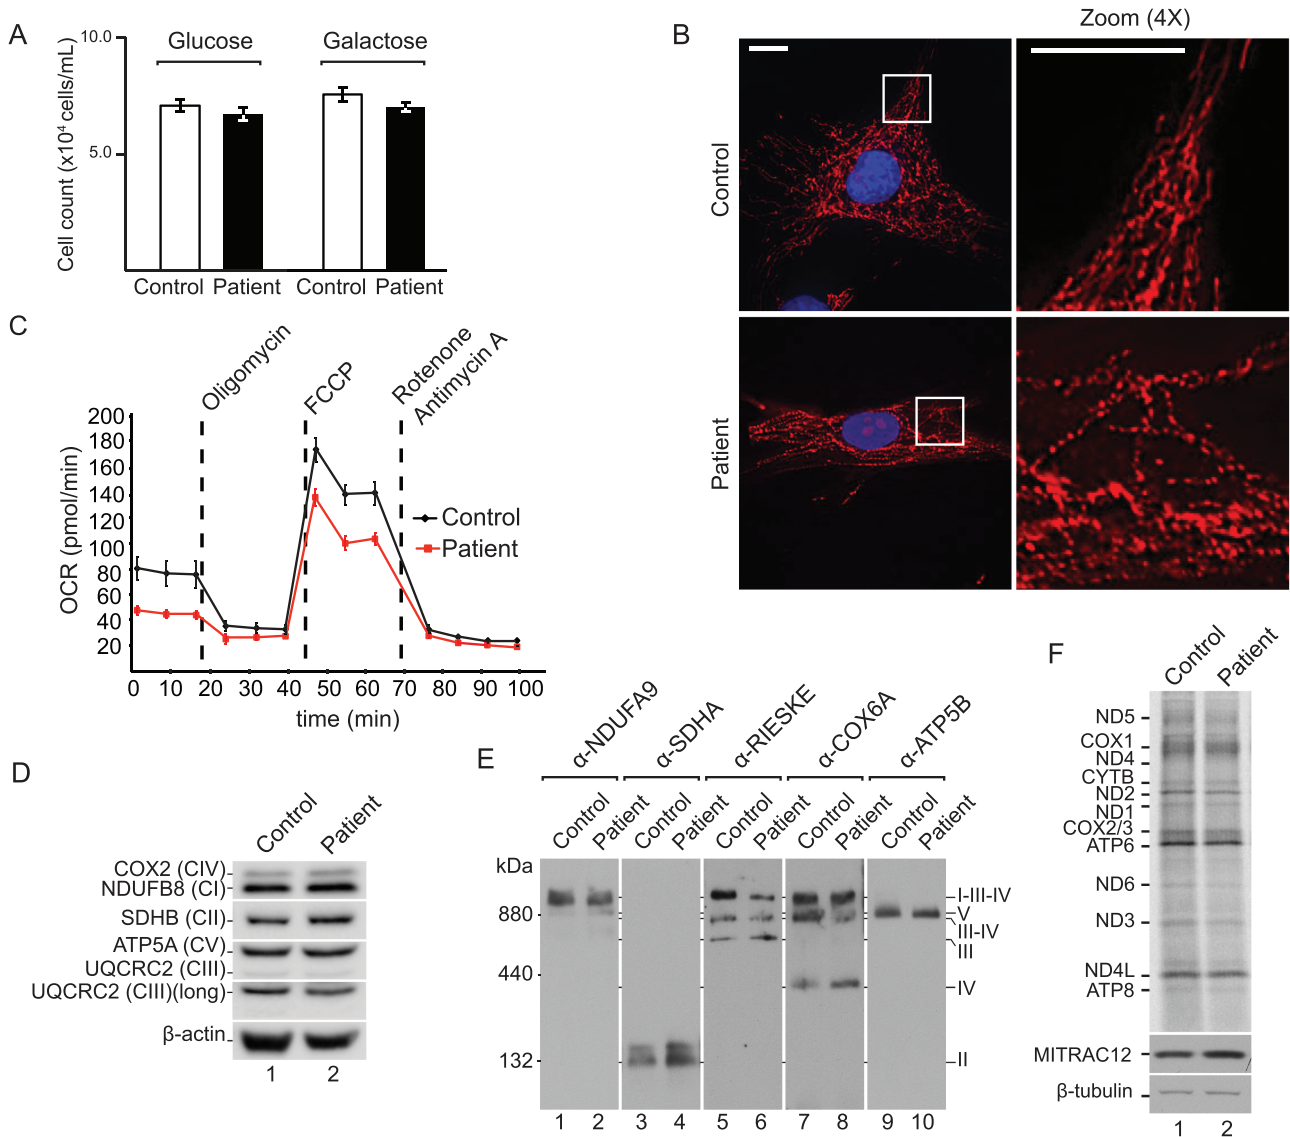 A
10.0
Glucose
Galactose
5.0
Cell count (x10⁴ cells/mL)
Control Patient Control Patient
B
Zoom (4X)
Control
Patient
C
Oligomycin
FCCP
Rotenone
Antimycin A
200
180
160
140
120
100
80
60
40
20
OCR (pmol/min)
Control
Patient
0 10 20 30 40 50 60 70 80 90 100
time (min)
D
Control
Patient
COX2 (CIV)
NDUFB8 (CI)
SDHB (CII)
ATP5A (CV)
UQCRC2 (CIII)
UQCRC2 (CIII)(long)
β-actin
1 2
E
α-NDUFA9
α-SDHA
α-RIESKE
α-COX6A
α-ATP5B
Control Patient Control Patient Control Patient Control Patient Control Patient
kDa
880
440
132
I-III-IV
V
III-IV
III
IV
II
1 2 3 4 5 6 7 8 9 10
F
Control
Patient
ND5
COX1
ND4
CYTB
ND2
ND1
COX2/3
ATP6
ND6
ND3
ND4L
ATP8
MITRAC12
β-tubulin
1 2